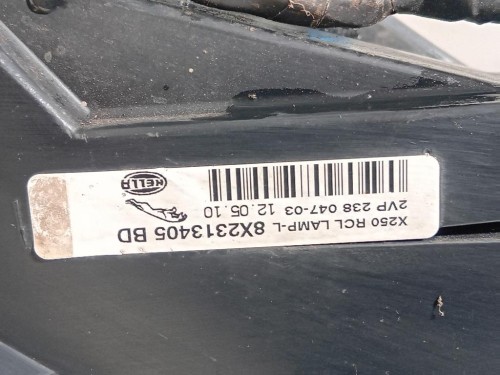 X250 RCL LAMP-L 8X2313405 BD
2VP 238 047-03 12.05.10
HELLA